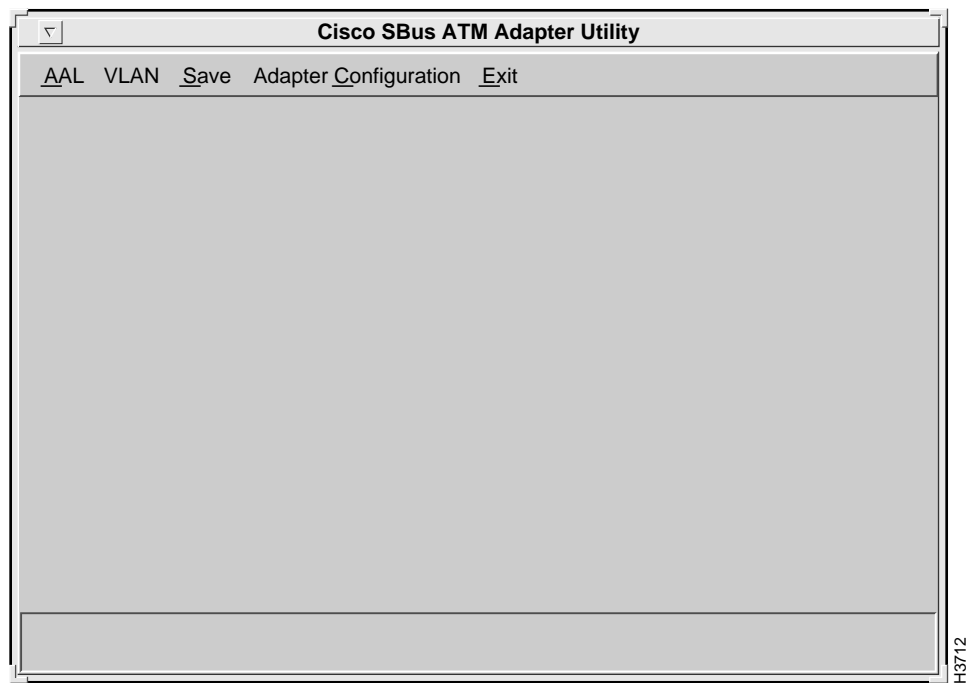 Cisco SBus ATM Adapter Utility
AAL VLAN Save Adapter Configuration Exit
H3712